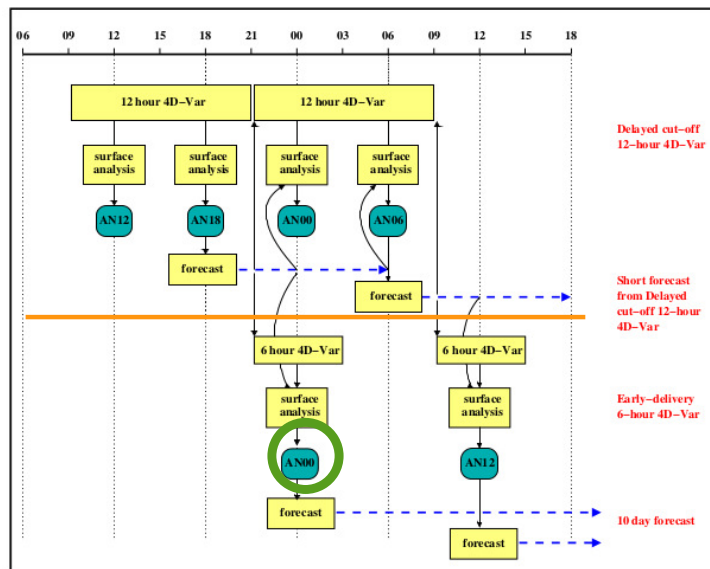 06 09 12 15 18 21 00 03 06 09 12 15 18
12 hour 4D-Var 12 hour 4D-Var
Delayed cut-off
12-hour 4D-Var
surface
analysis
surface
analysis
surface
analysis
surface
analysis
AN12 AN18 AN00 AN06
forecast
forecast
Short forecast
from Delayed
cut-off 12-hour
4D-Var
6 hour 4D-Var 6 hour 4D-Var
surface
analysis
surface
analysis
Early-delivery
6-hour 4D-Var
AN00 AN12
forecast
10 day forecast
forecast